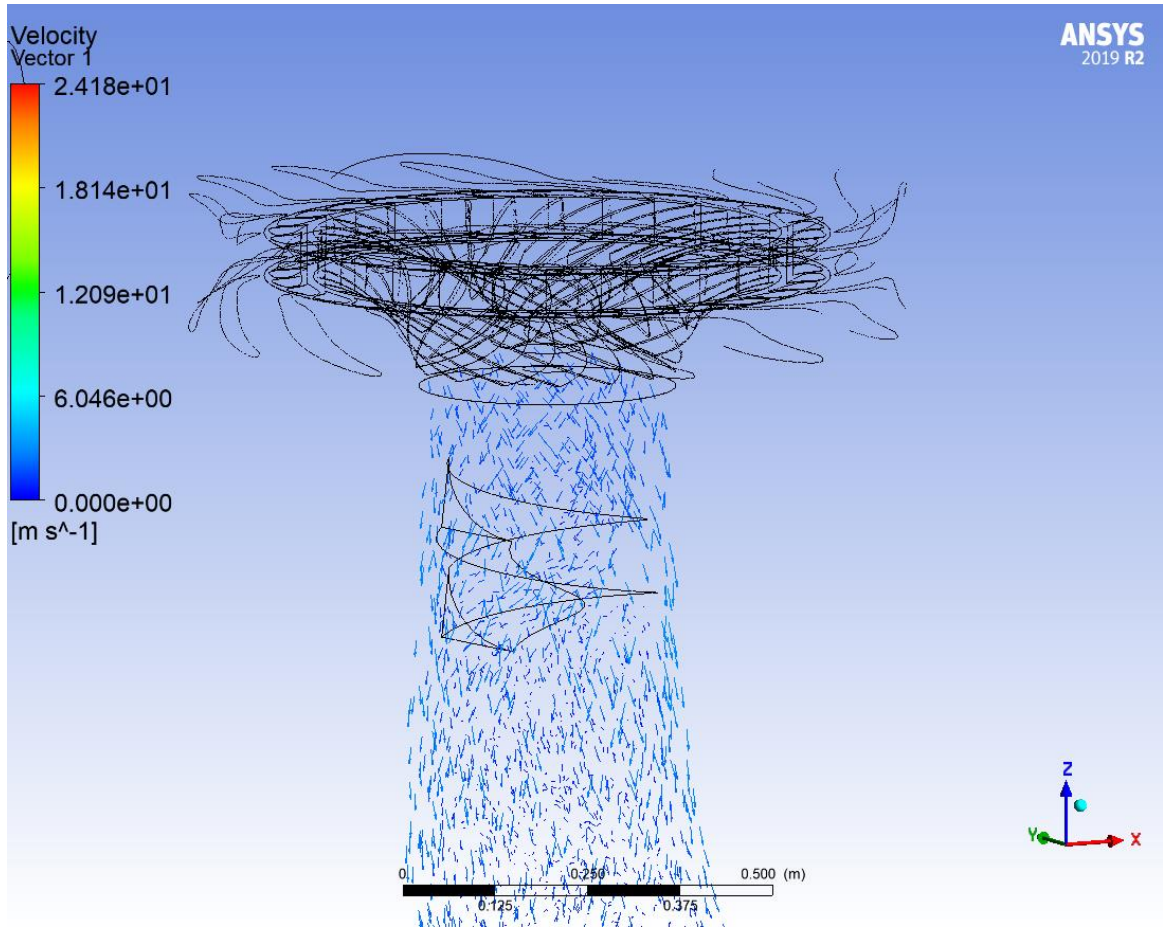 Velocity
Vector 1
2.418e+01
1.814e+01
1.209e+01
6.046e+00
0.000e+00
[m s^-1]
ANSYS
2019 R2
Z
Y
X
0. 0.250 0.500 (m)
0.125 0.375